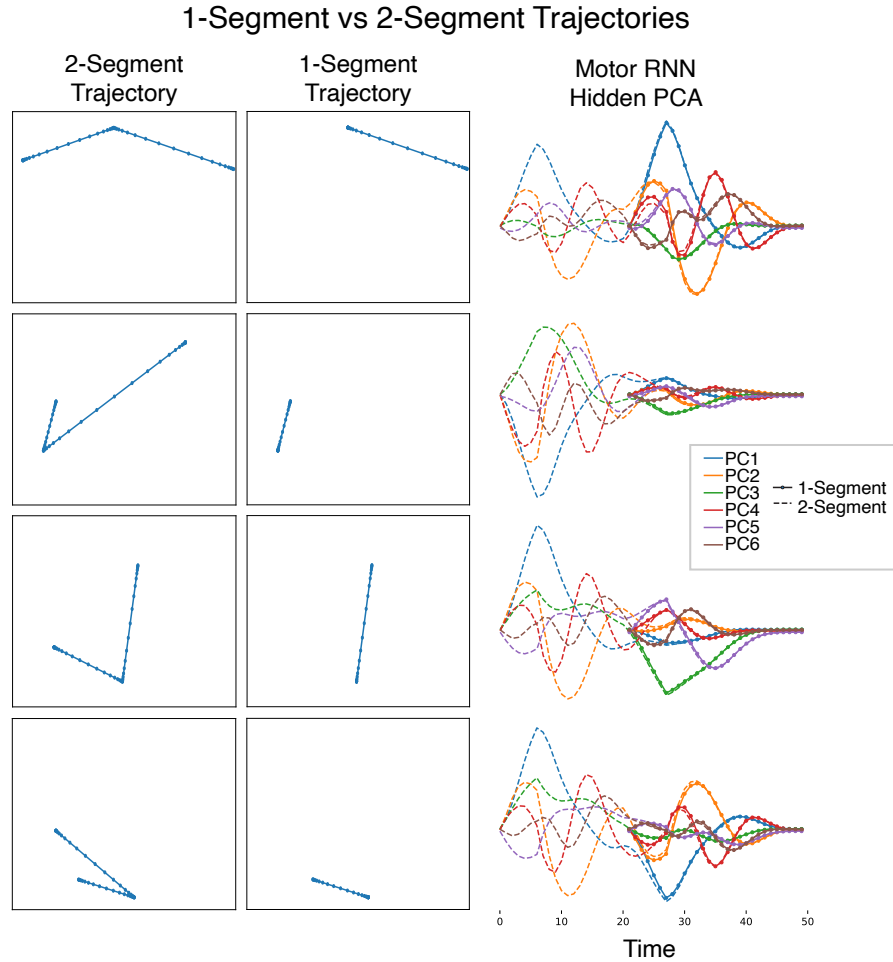 1-Segment vs 2-Segment Trajectories
2-Segment
Trajectory
1-Segment
Trajectory
Motor RNN
Hidden PCA
PC1
PC2
PC3
PC4
PC5
PC6
1-Segment
2-Segment
0 10 20 30 40 50
Time